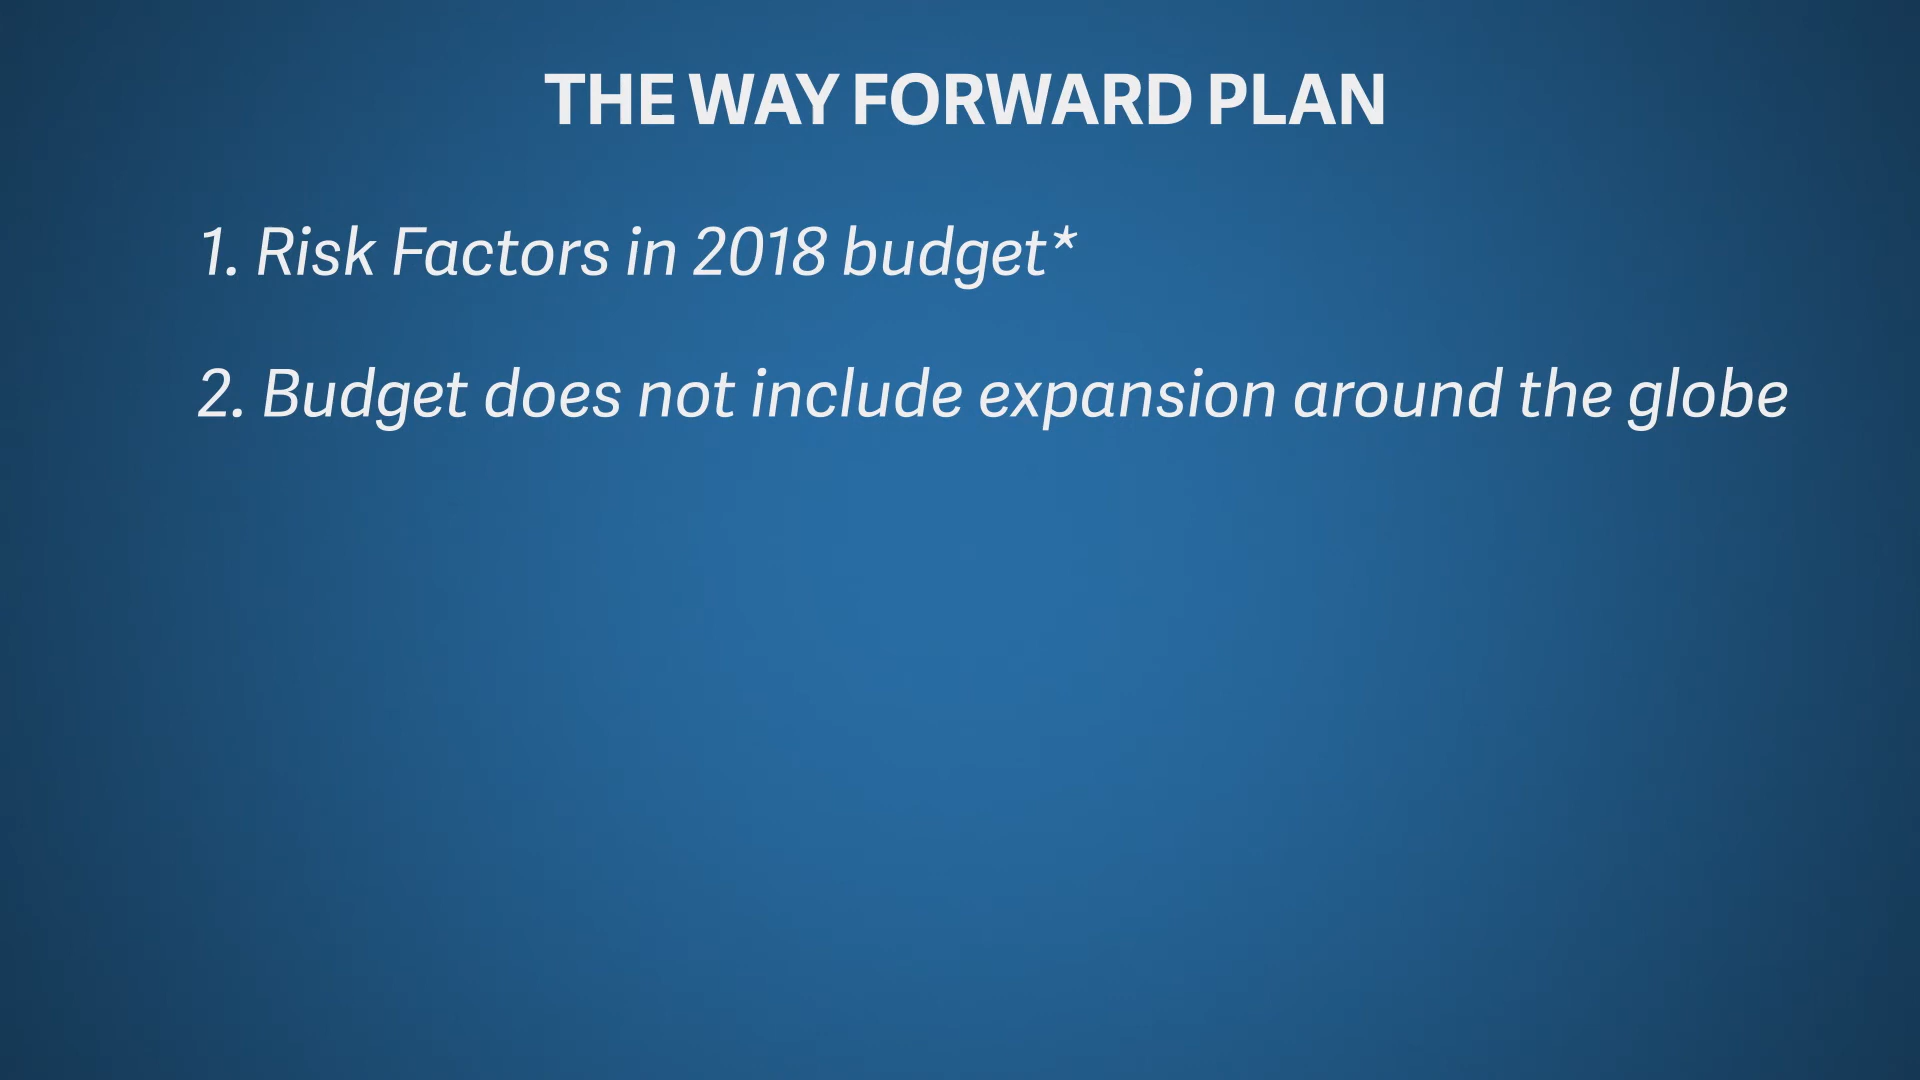 THE WAY FORWARD PLAN
1. Risk Factors in 2018 budget*
2. Budget does not include expansion around the globe